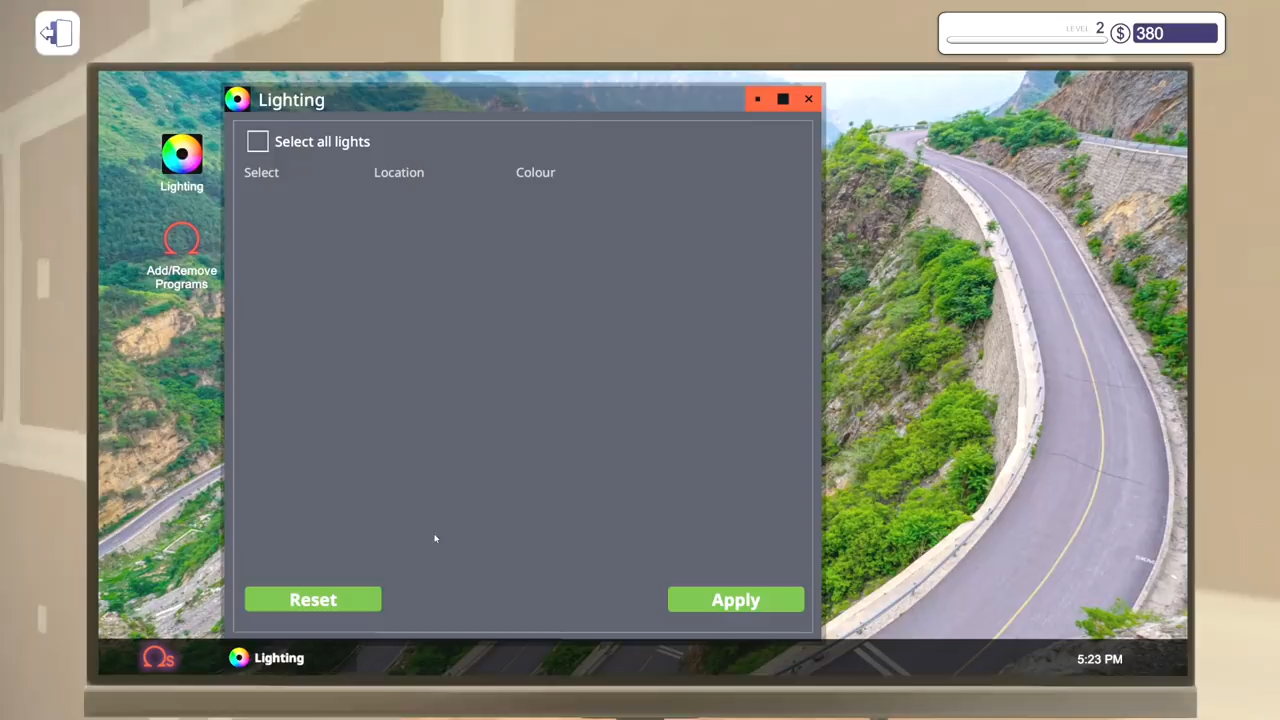 LEVEL 2 $ 380
Lighting
Select all lights
Select Location Colour
Lighting
Add/Remove
Programs
Reset Apply
Ωs Lighting 5:23 PM